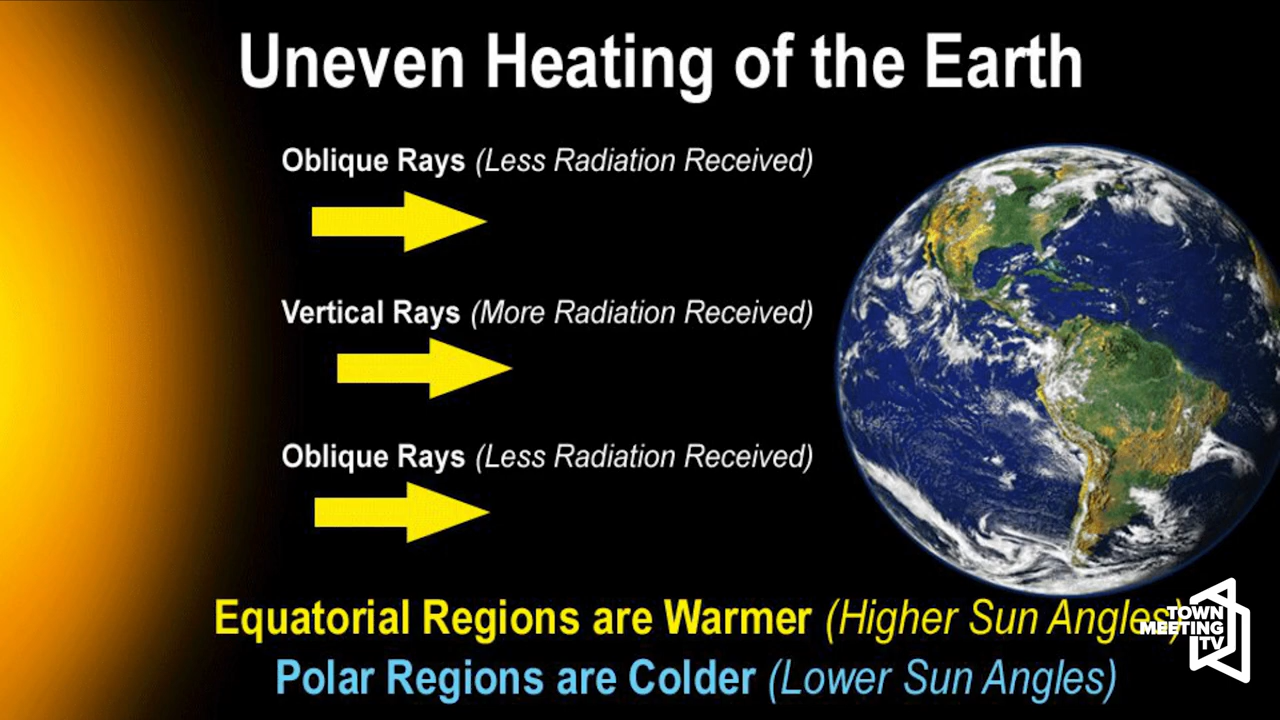 Uneven Heating of the Earth
Oblique Rays (Less Radiation Received)
Vertical Rays (More Radiation Received)
Oblique Rays (Less Radiation Received)
Equatorial Regions are Warmer (Higher Sun Angles)
Polar Regions are Colder (Lower Sun Angles)
TOWN
MEETING
TV